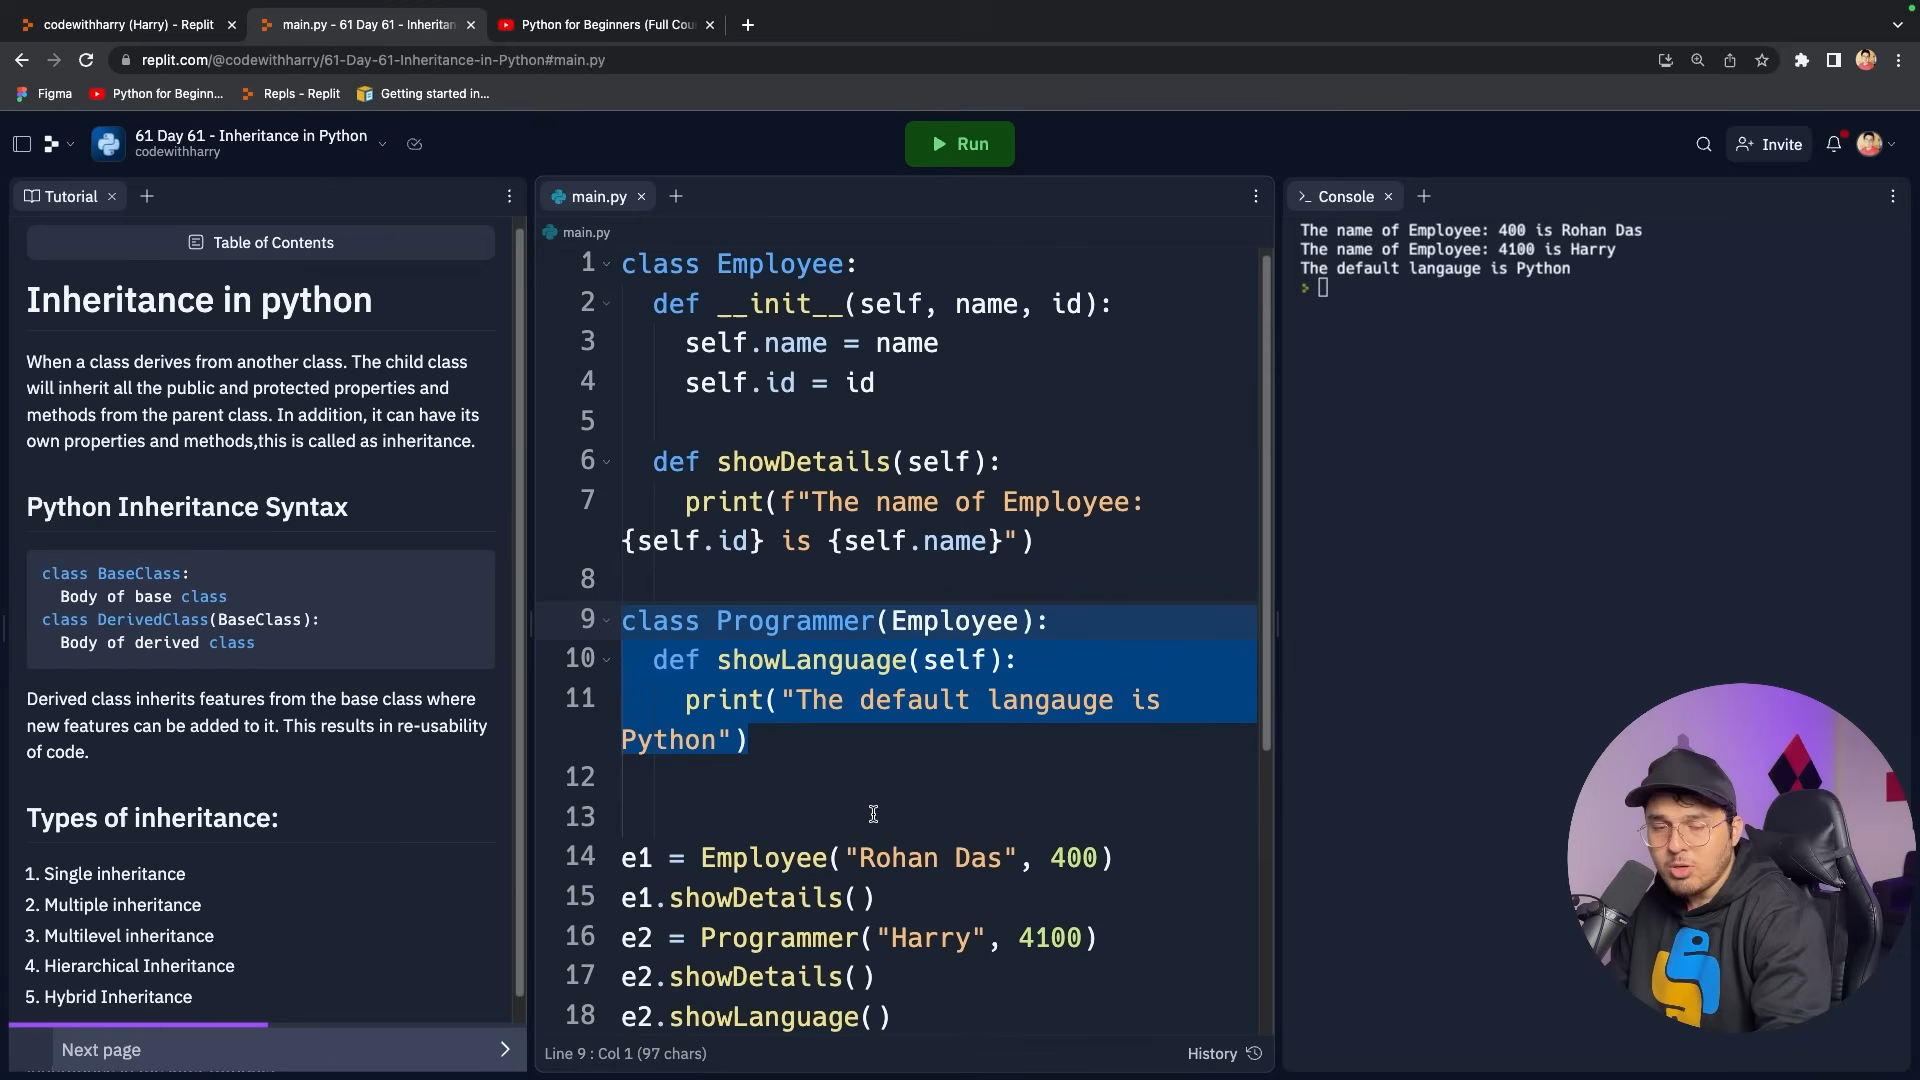 codewithharry (Harry) - Replit
main.py - 61 Day 61 - Inheritan
Python for Beginners (Full Cou
replit.com/@codewithharry/61-Day-61-Inheritance-in-Python#main.py
Figma
Python for Beginn...
Repls - Replit
Getting started in...
61 Day 61 - Inheritance in Python
codewithharry
Run
Invite
Tutorial
Table of Contents
Inheritance in python
When a class derives from another class. The child class
will inherit all the public and protected properties and
methods from the parent class. In addition, it can have its
own properties and methods,this is called as inheritance.
Python Inheritance Syntax
class BaseClass:
Body of base class
class DerivedClass(BaseClass):
Body of derived class
Derived class inherits features from the base class where
new features can be added to it. This results in re-usability
of code.
Types of inheritance:
1. Single inheritance
2. Multiple inheritance
3. Multilevel inheritance
4. Hierarchical Inheritance
5. Hybrid Inheritance
Next page
main.py
main.py
1 class Employee:
2 def __init__(self, name, id):
3 self.name = name
4 self.id = id
5
6 def showDetails(self):
7 print(f"The name of Employee:
{self.id} is {self.name}")
8
9 class Programmer(Employee):
10 def showLanguage(self):
11 print("The default langauge is
Python")
12
13
14 e1 = Employee("Rohan Das", 400)
15 e1.showDetails()
16 e2 = Programmer("Harry", 4100)
17 e2.showDetails()
18 e2.showLanguage()
Line 9 : Col 1 (97 chars)
History
Console
The name of Employee: 400 is Rohan Das
The name of Employee: 4100 is Harry
The default langauge is Python